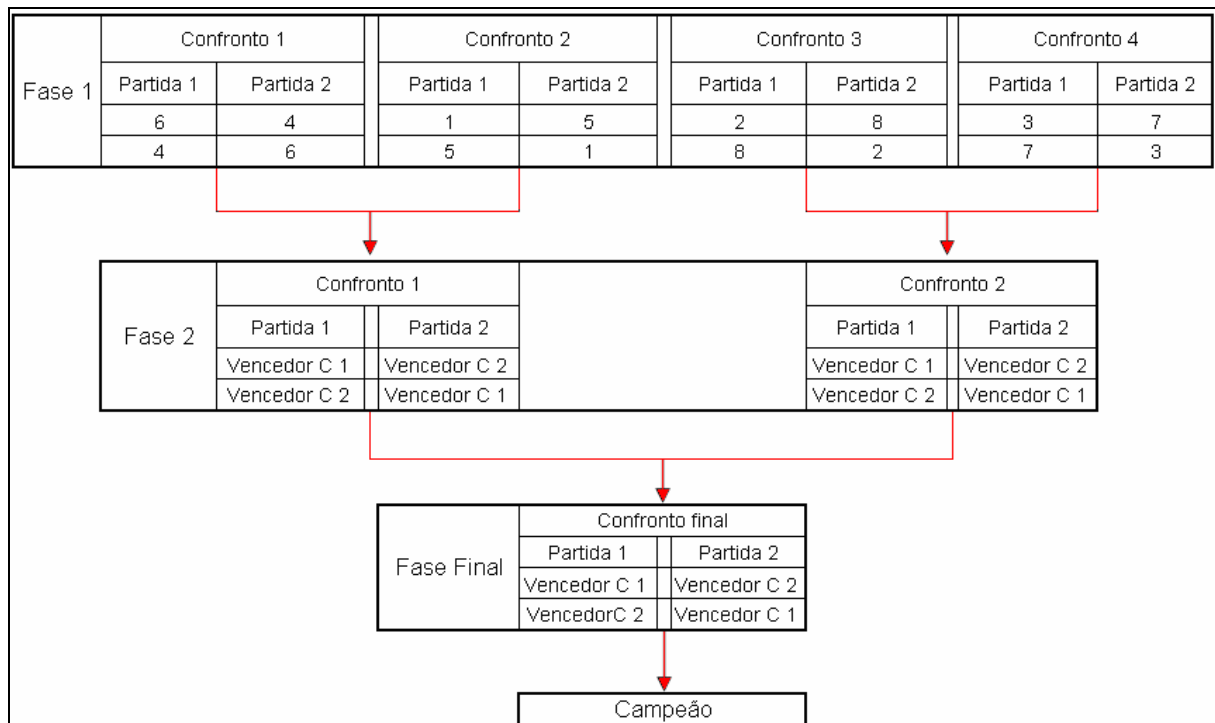 Fase 1
Confronto 1 Confronto 2 Confronto 3 Confronto 4
Partida 1 Partida 2 Partida 1 Partida 2 Partida 1 Partida 2 Partida 1 Partida 2
6 4 1 5 2 8 3 7
4 6 5 1 8 2 7 3
Fase 2
Confronto 1 Confronto 2
Partida 1 Partida 2 Partida 1 Partida 2
Vencedor C 1 Vencedor C 2 Vencedor C 1 Vencedor C 2
Vencedor C 2 Vencedor C 1 Vencedor C 2 Vencedor C 1
Fase Final
Confronto final
Partida 1 Partida 2
Vencedor C 1 Vencedor C 2
VencedorC 2 Vencedor C 1
Campeão